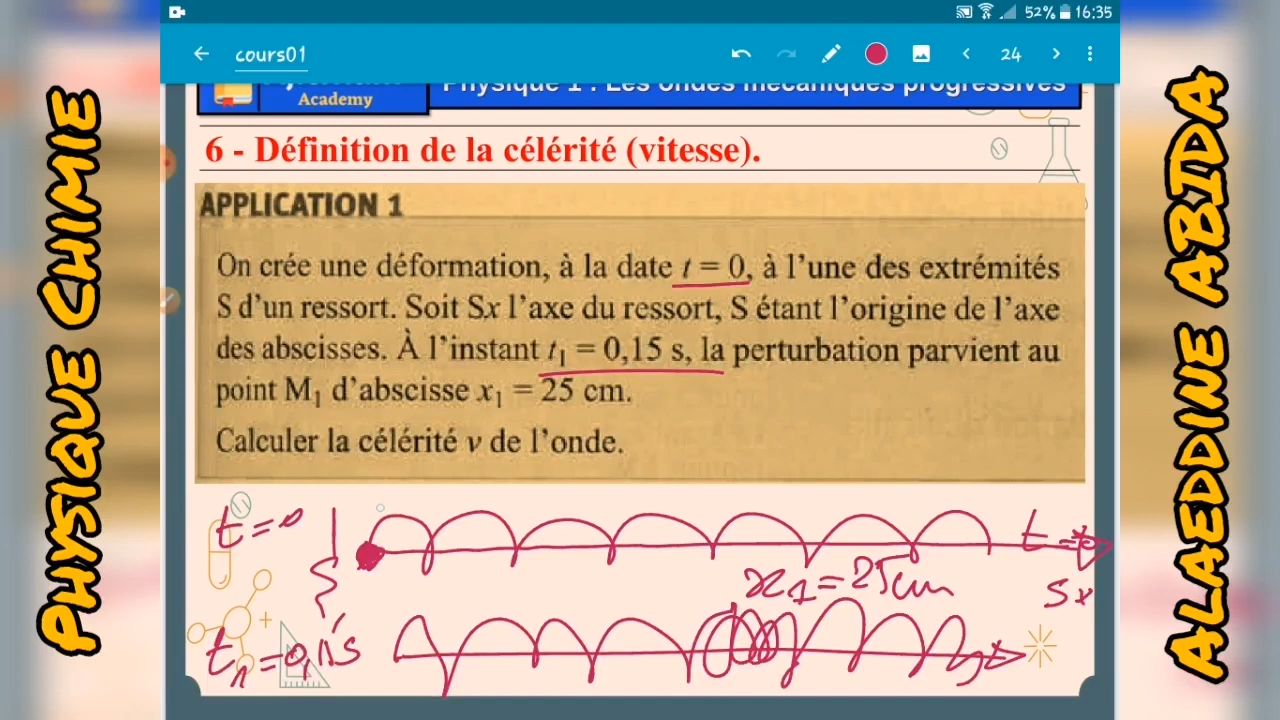 52% 16:35
cours01
24
Academy
Physique 1 : Les ondes mécaniques progressives
6 - Définition de la célérité (vitesse).
APPLICATION 1
On crée une déformation, à la date t = 0, à l'une des extrémités
S d'un ressort. Soit Sx l'axe du ressort, S étant l'origine de l'axe
des abscisses. À l'instant t₁ = 0,15 s, la perturbation parvient au
point M₁ d'abscisse x₁ = 25 cm.
Calculer la célérité v de l'onde.
t=0
S
x1=25cm
Sx
PHYSIQUE CHIMIE
ALAEDDINE ABIDA